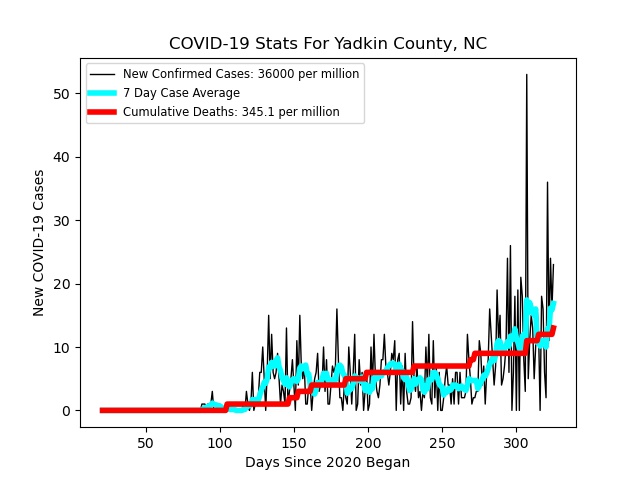 COVID-19 Stats For Yadkin County, NC
New Confirmed Cases: 36000 per million
7 Day Case Average
Cumulative Deaths: 345.1 per million
New COVID-19 Cases
50
40
30
20
10
0
50 100 150 200 250 300
Days Since 2020 Began